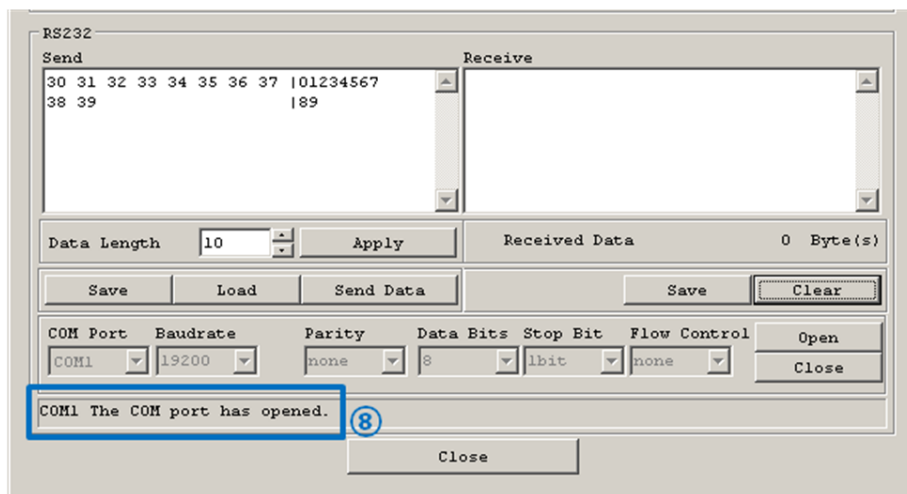 RS232
Send
Receive
30 31 32 33 34 35 36 37 |01234567
38 39 |89
Data Length 10 Apply
Received Data 0 Byte(s)
Save Load Send Data
Save Clear
COM Port Baudrate Parity Data Bits Stop Bit Flow Control Open
COM1 19200 none 8 1bit none Close
COM1 The COM port has opened.
⑧
Close